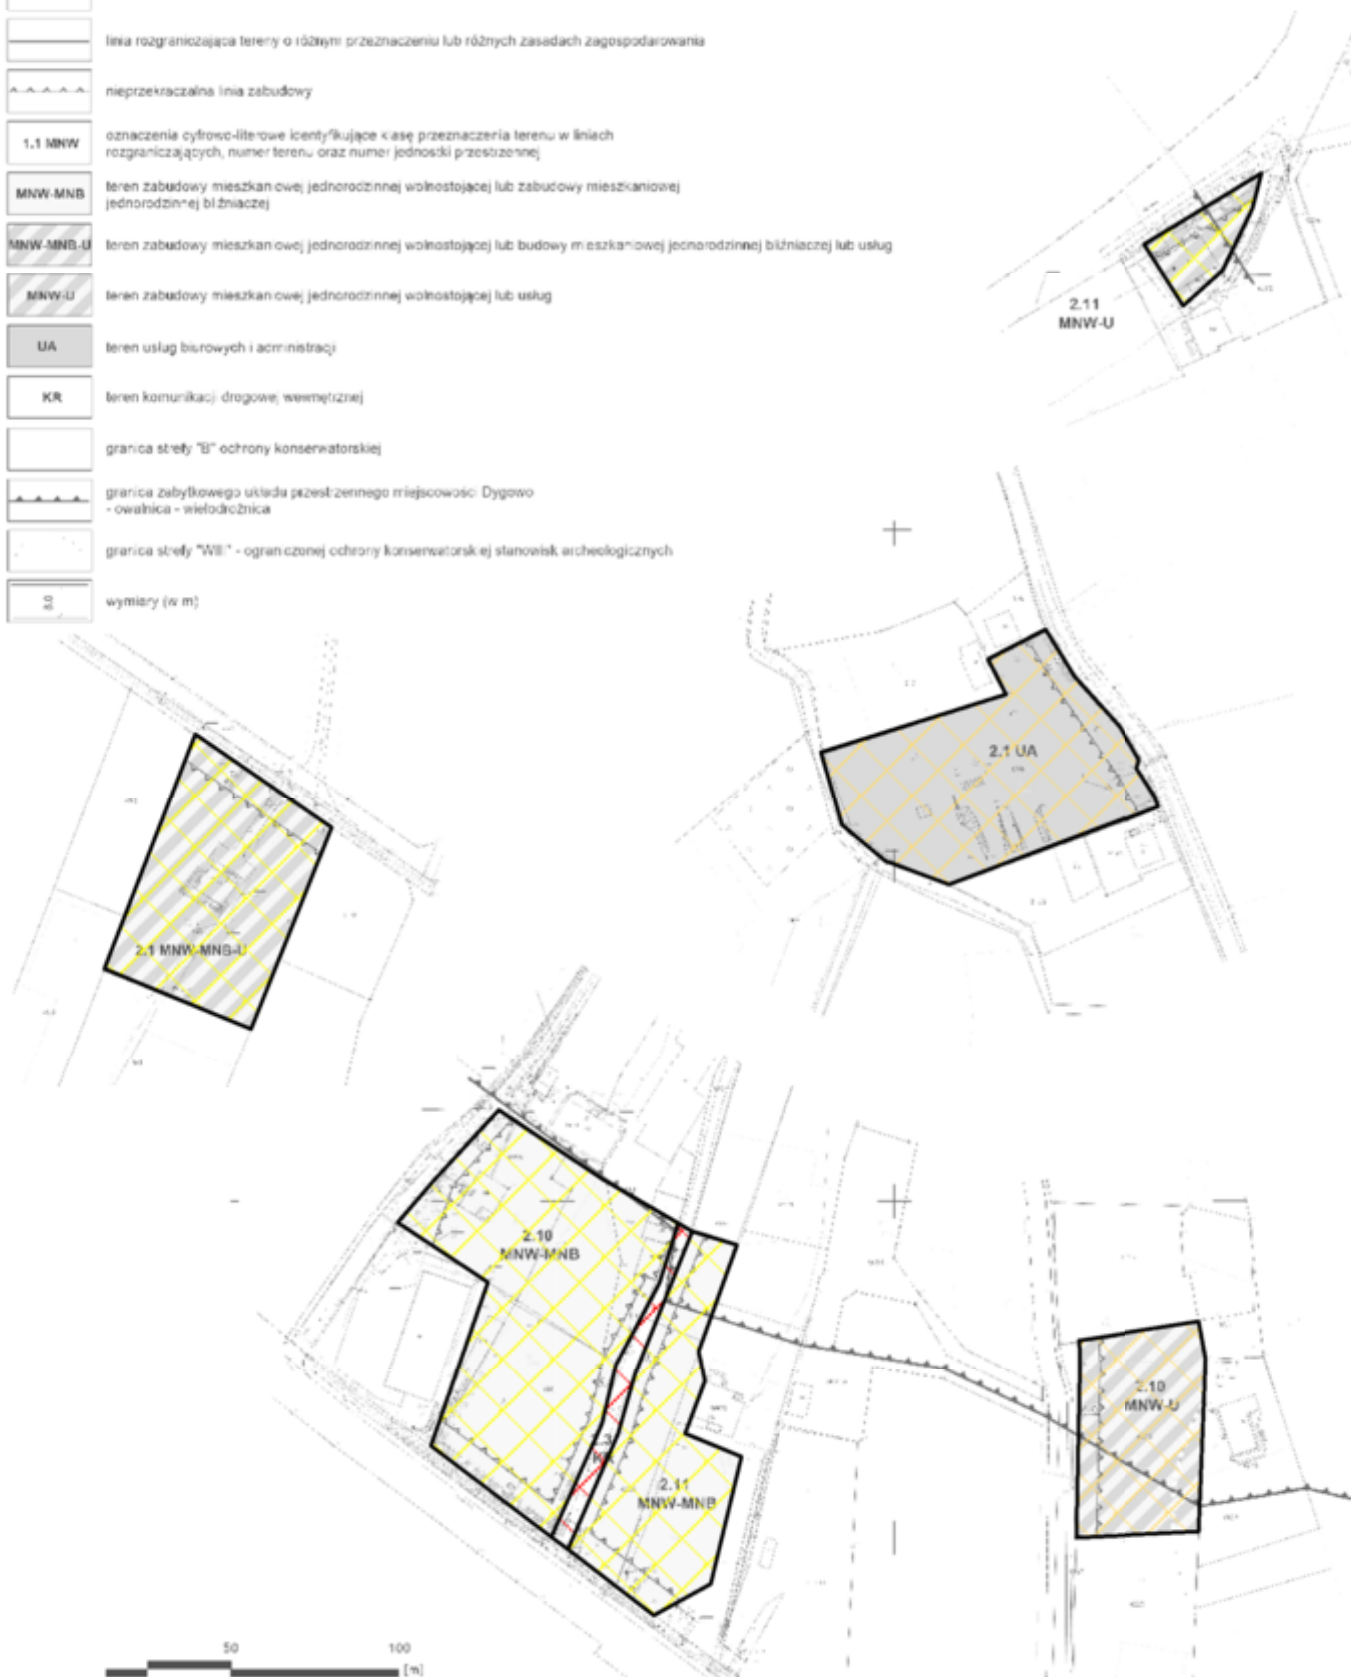 linia rozgraniczająca tereny o różnym przeznaczeniu lub różnych zasadach zagospodarowania
nieprzekraczalna linia zabudowy
1.1 MNW
oznaczenia cyfrowo-literowe identyfikujące klasę przeznaczenia terenu w liniach
rozgraniczających, numer terenu oraz numer jednostki przestrzennej
MNW-MNB
teren zabudowy mieszkaniowej jednorodzinnej wolnostojącej lub zabudowy mieszkaniowej
jednorodzinnej bliźniaczej
MNW-MNB-U
teren zabudowy mieszkaniowej jednorodzinnej wolnostojącej lub budowy mieszkaniowej jednorodzinnej bliźniaczej lub usług
MNW-U
teren zabudowy mieszkaniowej jednorodzinnej wolnostojącej lub usług
UA
teren usług biurowych i administracji
KR
teren komunikacji drogowej wewnętrznej
granica strefy "B" ochrony konserwatorskiej
granica zabytkowego układu przestrzennego miejscowości Dygowo
- owalnica - wielodrożnica
granica strefy "WIII" - ograniczonej ochrony konserwatorskiej stanowisk archeologicznych
8.0
wymiary (w m)
2.11
MNW-U
2.1 UA
2.1 MNW-MNB-U
2.10
MNW-MNB
2.10
MNW-U
2.11
MNW-MNB
50
100
[m]